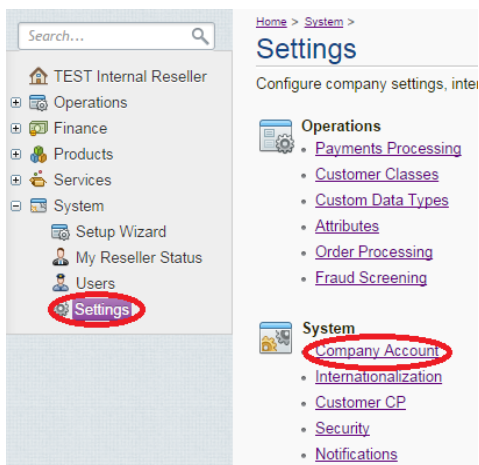 Search...
TEST Internal Reseller
Operations
Finance
Products
Services
System
Setup Wizard
My Reseller Status
Users
Settings
Home > System >
Settings
Configure company settings, inter
Operations
Payments Processing
Customer Classes
Custom Data Types
Attributes
Order Processing
Fraud Screening
System
Company Account
Internationalization
Customer CP
Security
Notifications